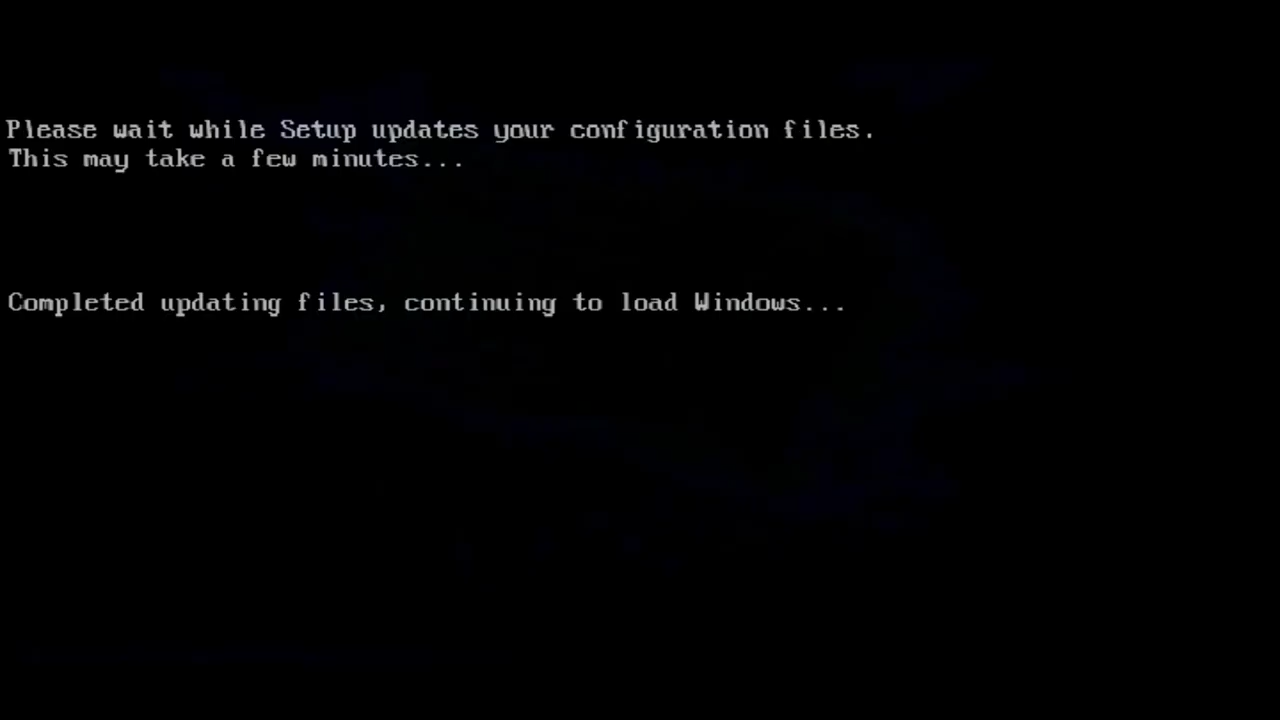 Please wait while Setup updates your configuration files.
This may take a few minutes...
Completed updating files, continuing to load Windows...